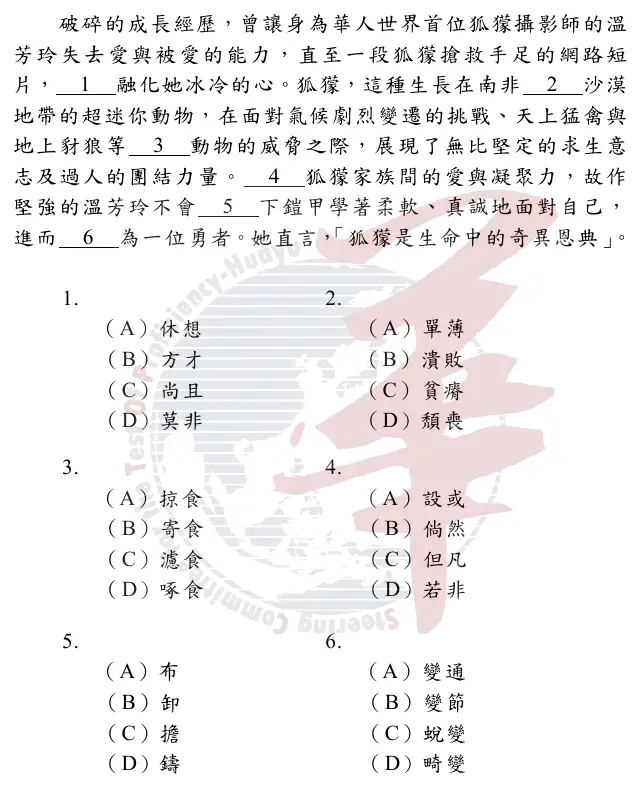 破碎的成長經歷，曾讓身為華人世界首位狐獴攝影師的溫
芳玲失去愛與被愛的能力，直至一段狐獴搶救手足的網路短
片， 1 融化她冰冷的心。狐獴，這種生長在南非 2 沙漠
地帶的超迷你動物，在面對氣候劇烈變遷的挑戰、天上猛禽與
地上豺狼等 3 動物的威脅之際，展現了無比堅定的求生意
志及過人的團結力量。 4 狐獴家族間的愛與凝聚力，故作
堅強的溫芳玲不會 5 下鎧甲學著柔軟、真誠地面對自己，
進而 6 為一位勇者。她直言，「狐獴是生命中的奇異恩典」。
1.
（A）休想
（B）方才
（C）尚且
（D）莫非
2.
（A）單薄
（B）潰敗
（C）貧瘠
（D）頹喪
3.
（A）掠食
（B）寄食
（C）濾食
（D）啄食
4.
（A）設或
（B）倘然
（C）但凡
（D）若非
5.
（A）布
（B）卸
（C）擔
（D）鑄
6.
（A）變通
（B）變節
（C）蛻變
（D）畸變
華
Steering Committee for the Test Of Proficiency-Huayu